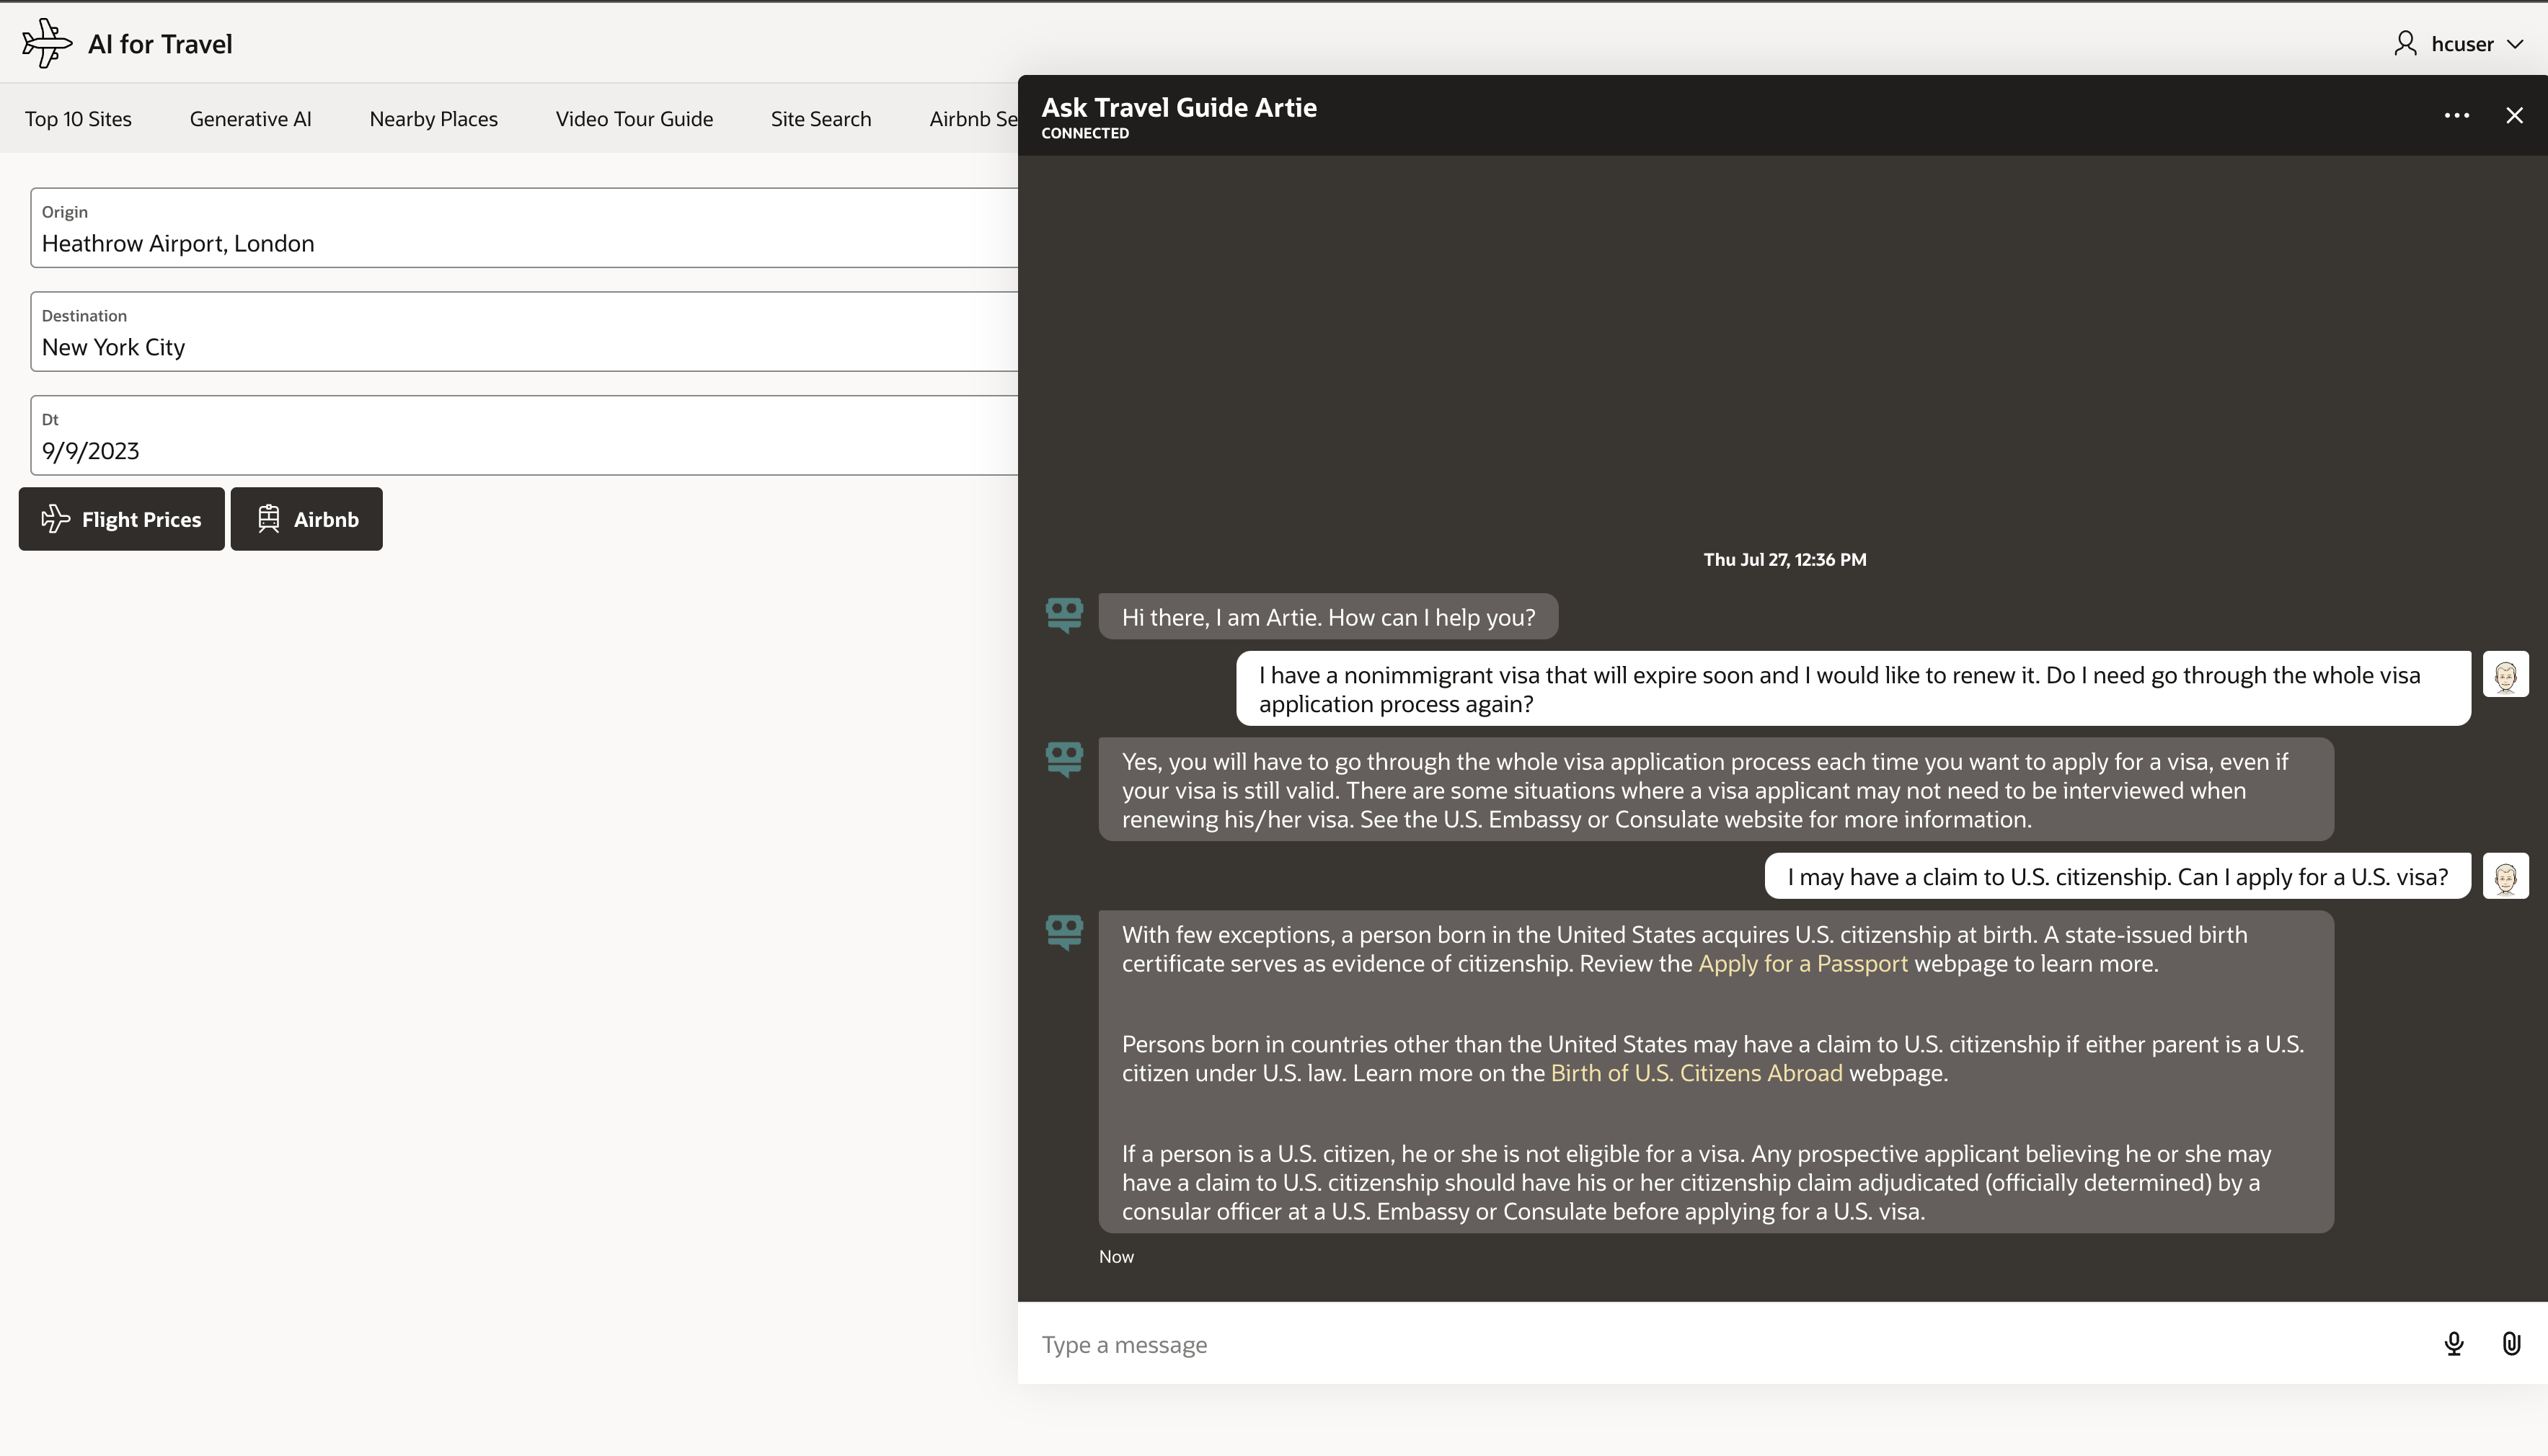 AI for Travel
hcuser
Top 10 Sites
Generative AI
Nearby Places
Video Tour Guide
Site Search
Airbnb Se
Origin
Heathrow Airport, London
Destination
New York City
Dt
9/9/2023
Flight Prices
Airbnb
Ask Travel Guide Artie
CONNECTED
Thu Jul 27, 12:36 PM
Hi there, I am Artie. How can I help you?
I have a nonimmigrant visa that will expire soon and I would like to renew it. Do I need go through the whole visa
application process again?
Yes, you will have to go through the whole visa application process each time you want to apply for a visa, even if
your visa is still valid. There are some situations where a visa applicant may not need to be interviewed when
renewing his/her visa. See the U.S. Embassy or Consulate website for more information.
I may have a claim to U.S. citizenship. Can I apply for a U.S. visa?
With few exceptions, a person born in the United States acquires U.S. citizenship at birth. A state-issued birth
certificate serves as evidence of citizenship. Review the Apply for a Passport webpage to learn more.
Persons born in countries other than the United States may have a claim to U.S. citizenship if either parent is a U.S.
citizen under U.S. law. Learn more on the Birth of U.S. Citizens Abroad webpage.
If a person is a U.S. citizen, he or she is not eligible for a visa. Any prospective applicant believing he or she may
have a claim to U.S. citizenship should have his or her citizenship claim adjudicated (officially determined) by a
consular officer at a U.S. Embassy or Consulate before applying for a U.S. visa.
Now
Type a message